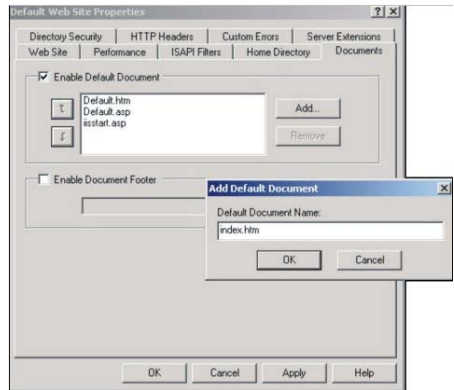 Default Web Site Properties
Directory Security
HTTP Headers
Custom Errors
Server Extensions
Web Site
Performance
ISAPI Filters
Home Directory
Documents
Enable Default Document
Default.htm
Default.asp
iisstart.asp
Add...
Remove
Enable Document Footer
Add Default Document
Default Document Name:
index.htm
OK
Cancel
OK
Cancel
Apply
Help